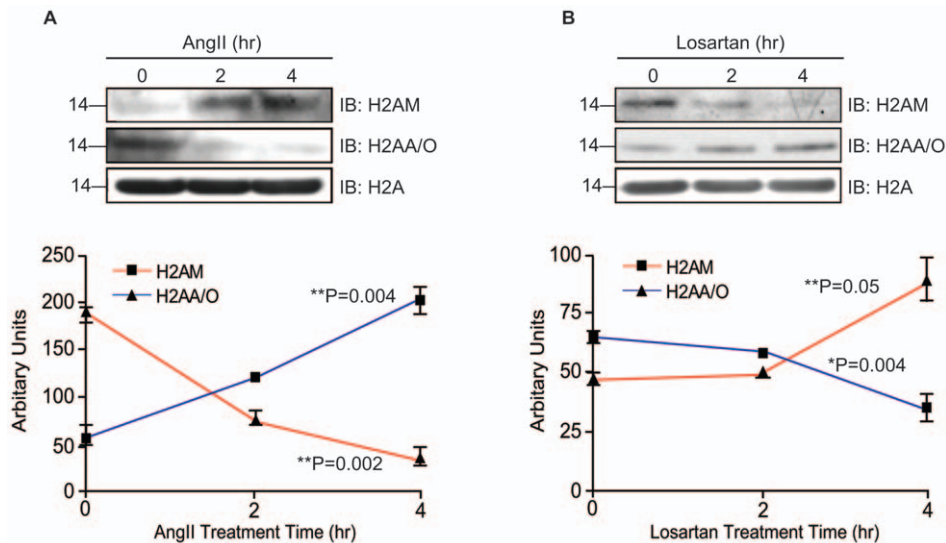 A
AngII (hr)
0 2 4
14 IB: H2AM
14 IB: H2AA/O
14 IB: H2A
250
200
150
100
50
0
Arbitary Units
H2AM
H2AA/O
**P=0.004
**P=0.002
0 2 4
AngII Treatment Time (hr)
B
Losartan (hr)
0 2 4
14 IB: H2AM
14 IB: H2AA/O
14 IB: H2A
100
75
50
25
0
Arbitary Units
H2AM
H2AA/O
**P=0.05
*P=0.004
0 2 4
Losartan Treatment Time (hr)